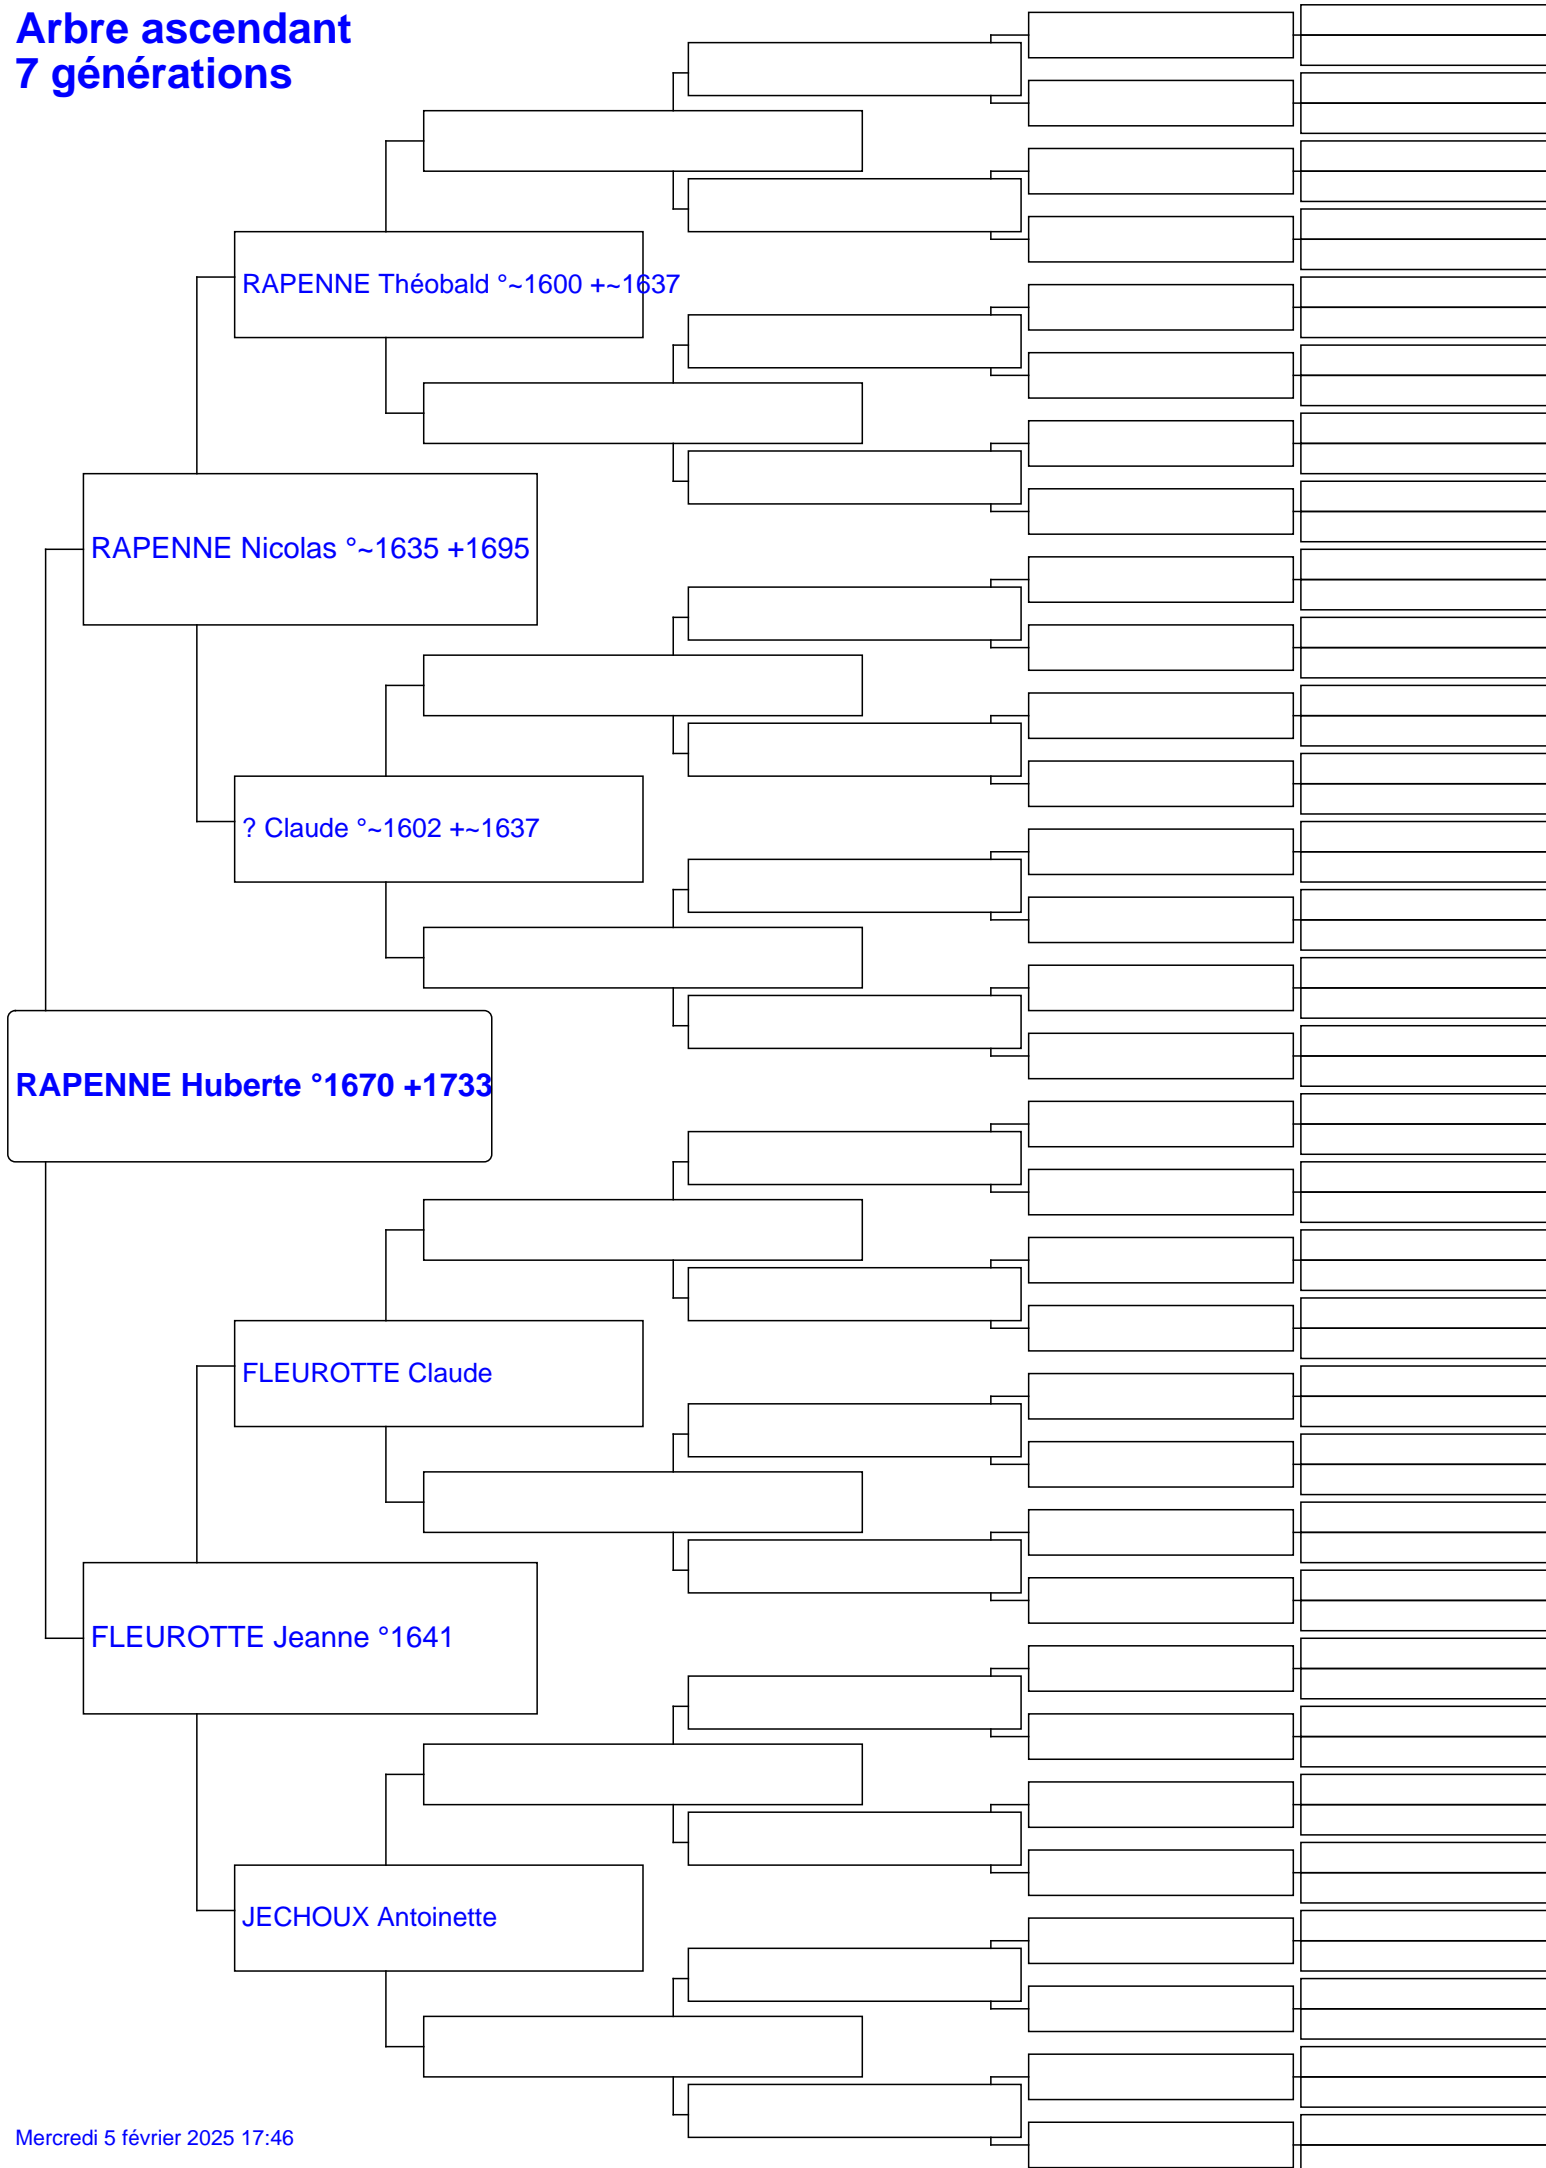 Arbre ascendant
7 générations
RAPENNE Théobald °~1600 +~1637
RAPENNE Nicolas °~1635 +1695
? Claude °~1602 +~1637
RAPENNE Huberte °1670 +1733
FLEUROTTE Claude
FLEUROTTE Jeanne °1641
JECHOUX Antoinette
Mercredi 5 février 2025 17:46